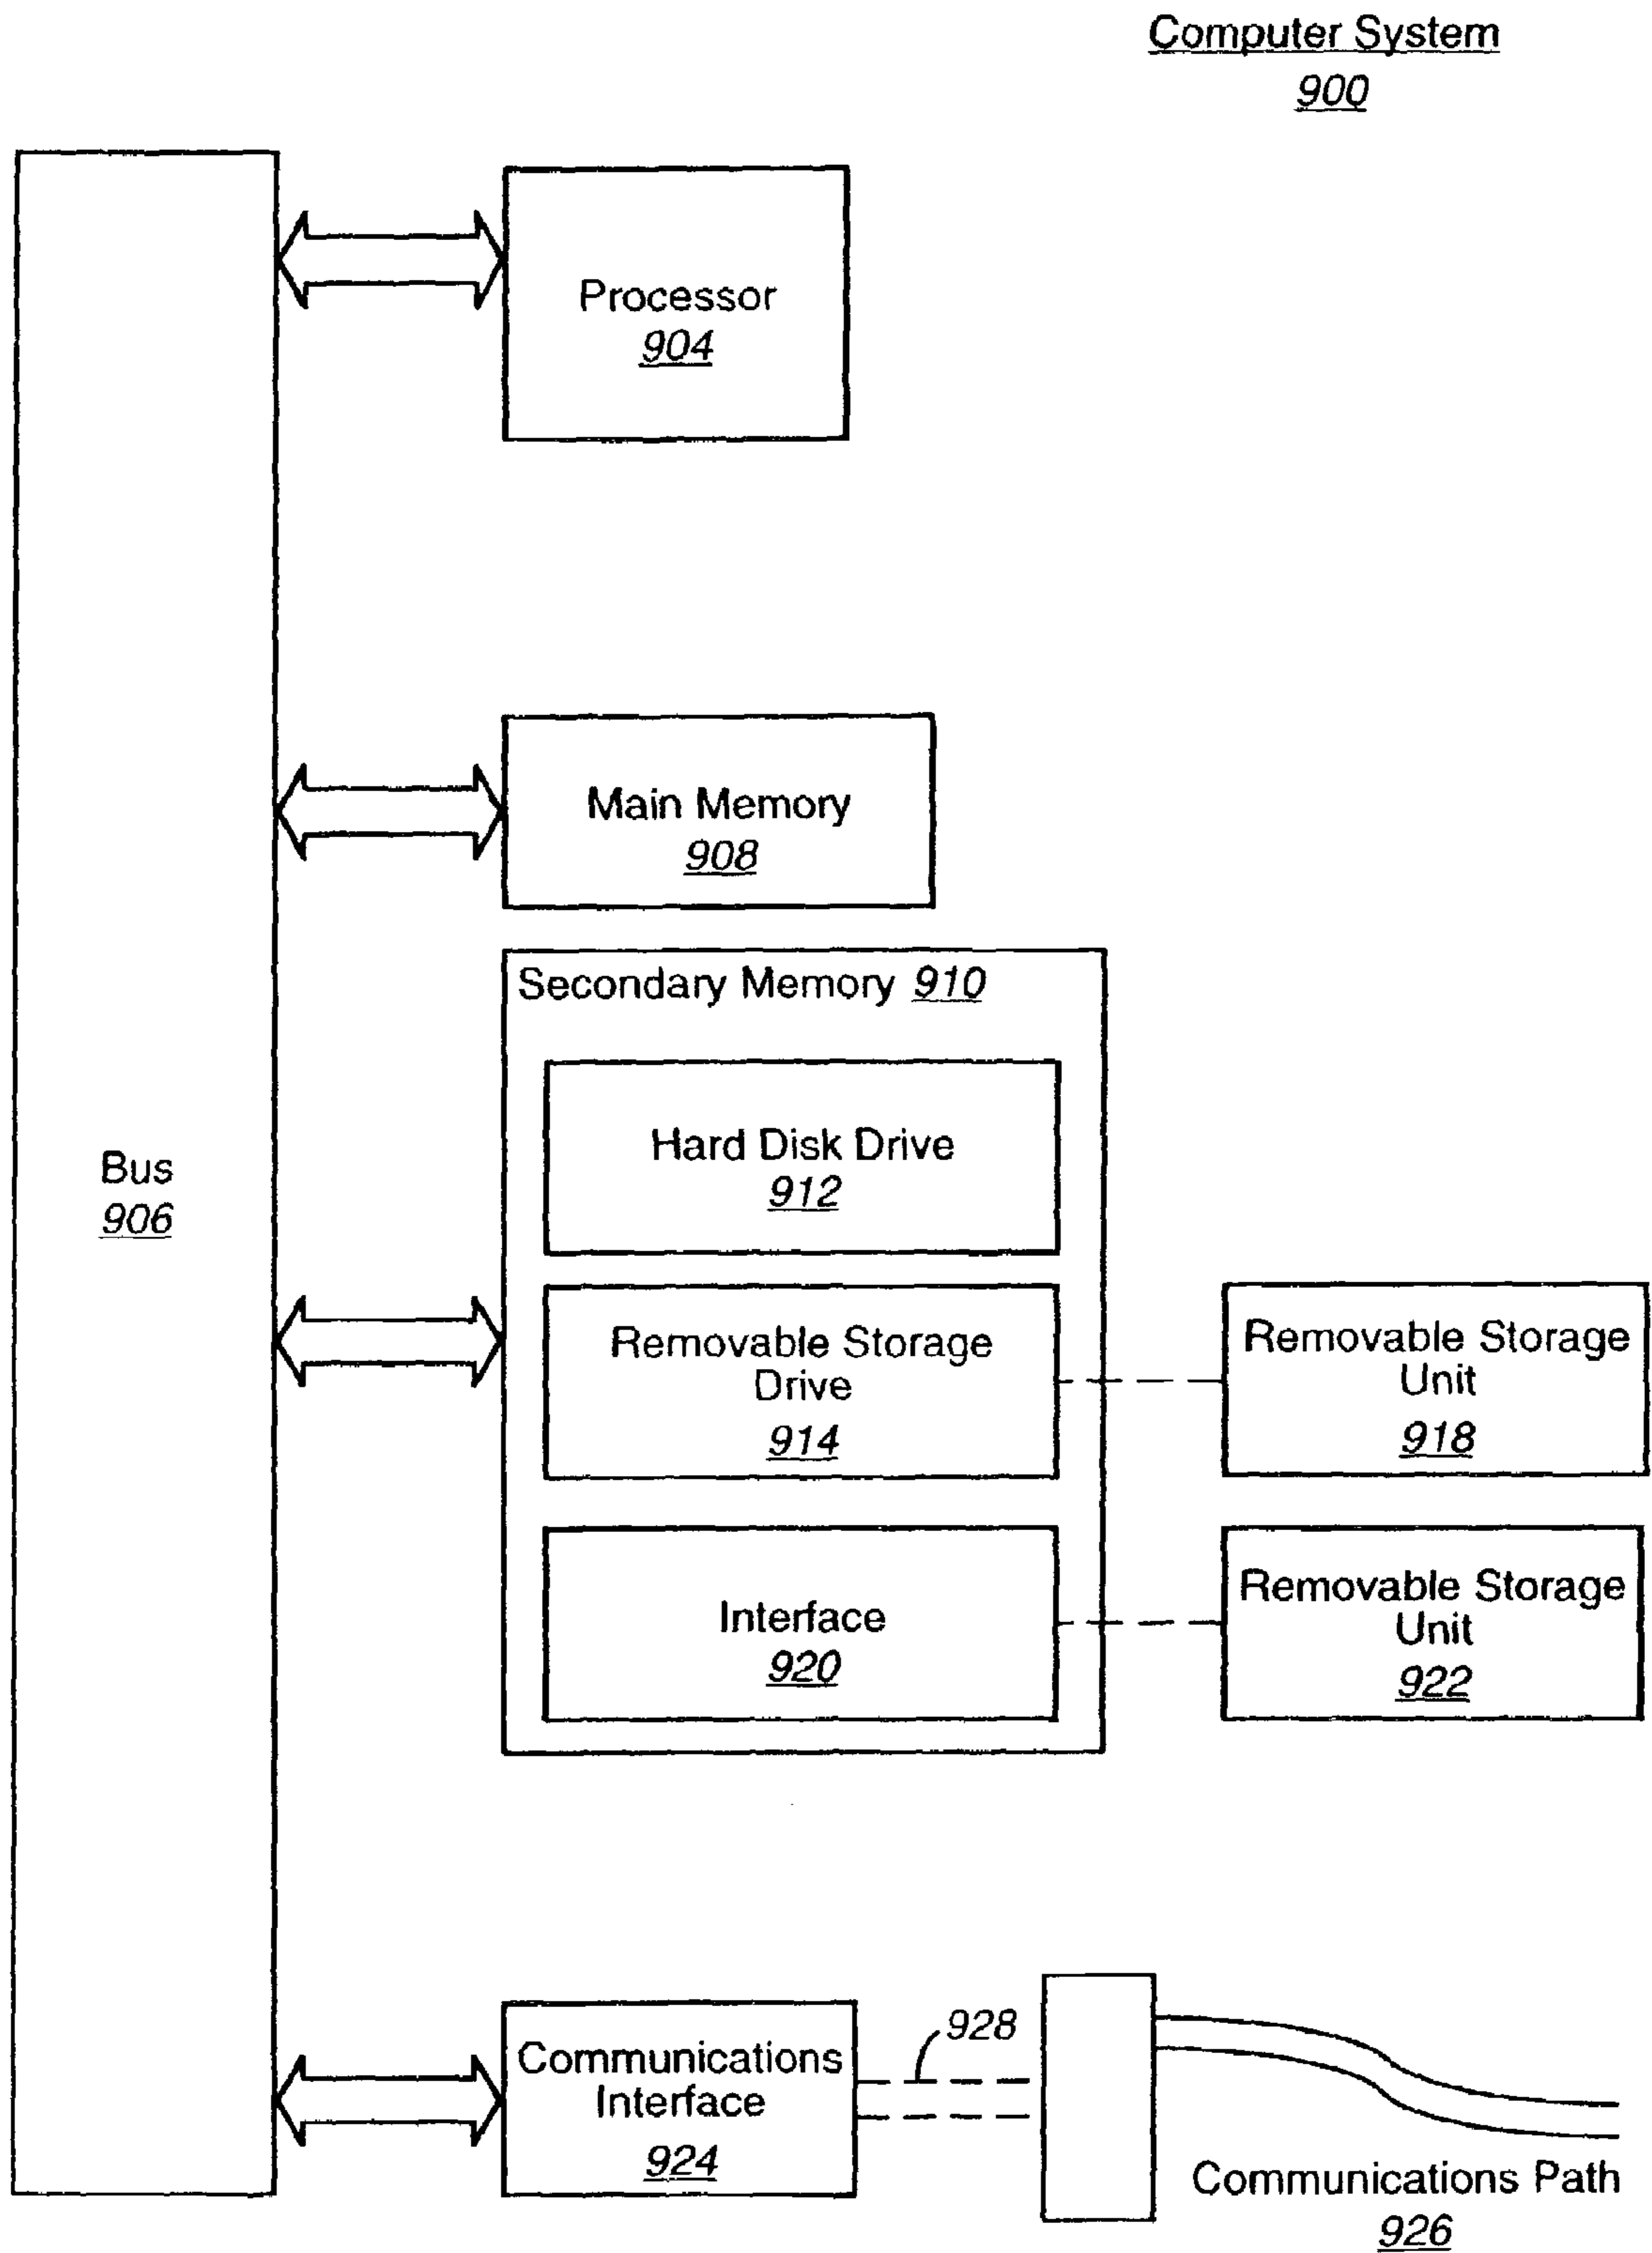 Computer System
900
Processor
904
Main Memory
908
Secondary Memory 910
Hard Disk Drive
912
Bus
906
Removable Storage
Drive
914
Removable Storage
Unit
918
Interface
920
Removable Storage
Unit
922
928
Communications
Interface
924
Communications Path
926